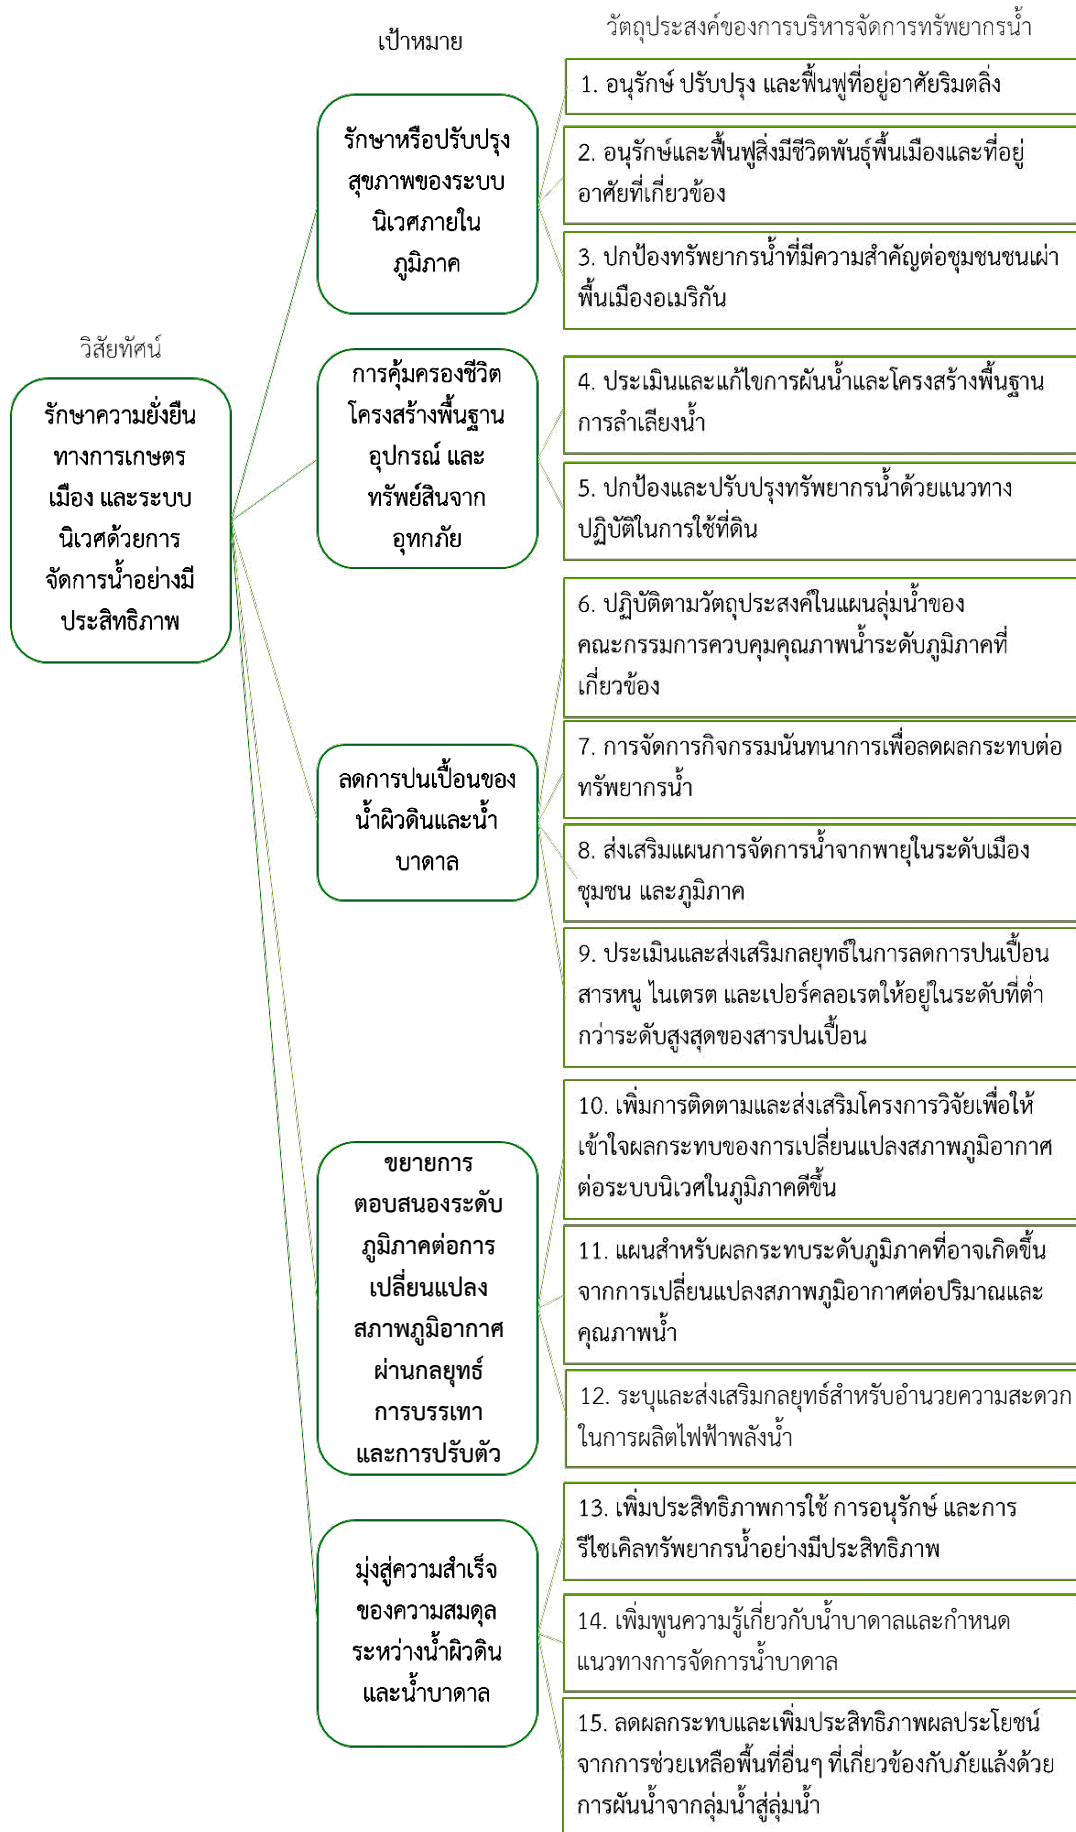 วิสัยทัศน์
รักษาความยั่งยืน
ทางการเกษตร
เมือง และระบบ
นิเวศด้วยการ
จัดการน้ำอย่างมี
ประสิทธิภาพ
เป้าหมาย
วัตถุประสงค์ของการบริหารจัดการทรัพยากรน้ำ
รักษาหรือปรับปรุง
สุขภาพของระบบ
นิเวศภายใน
ภูมิภาค
1. อนุรักษ์ ปรับปรุง และฟื้นฟูที่อยู่อาศัยริมตลิ่ง
2. อนุรักษ์และฟื้นฟูสิ่งมีชีวิตพันธุ์พื้นเมืองและที่อยู่
อาศัยที่เกี่ยวข้อง
3. ปกป้องทรัพยากรน้ำที่มีความสำคัญต่อชุมชนชนเผ่า
พื้นเมืองอเมริกัน
การคุ้มครองชีวิต
โครงสร้างพื้นฐาน
อุปกรณ์ และ
ทรัพย์สินจาก
อุทกภัย
4. ประเมินและแก้ไขการผันน้ำและโครงสร้างพื้นฐาน
การลำเลียงน้ำ
5. ปกป้องและปรับปรุงทรัพยากรน้ำด้วยแนวทาง
ปฏิบัติในการใช้ที่ดิน
ลดการปนเปื้อนของ
น้ำผิวดินและน้ำ
บาดาล
6. ปฏิบัติตามวัตถุประสงค์ในแผนลุ่มน้ำของ
คณะกรรมการควบคุมคุณภาพน้ำระดับภูมิภาคที่
เกี่ยวข้อง
7. การจัดการกิจกรรมนันทนาการเพื่อลดผลกระทบต่อ
ทรัพยากรน้ำ
8. ส่งเสริมแผนการจัดการน้ำจากพายุในระดับเมือง
ชุมชน และภูมิภาค
9. ประเมินและส่งเสริมกลยุทธ์ในการลดการปนเปื้อน
สารหนู ไนเตรต และเปอร์คลอเรตให้อยู่ในระดับที่ต่ำ
กว่าระดับสูงสุดของสารปนเปื้อน
ขยายการ
ตอบสนองระดับ
ภูมิภาคต่อการ
เปลี่ยนแปลง
สภาพภูมิอากาศ
ผ่านกลยุทธ์
การบรรเทา
และการปรับตัว
10. เพิ่มการติดตามและส่งเสริมโครงการวิจัยเพื่อให้
เข้าใจผลกระทบของการเปลี่ยนแปลงสภาพภูมิอากาศ
ต่อระบบนิเวศในภูมิภาคดีขึ้น
11. แผนสำหรับผลกระทบระดับภูมิภาคที่อาจเกิดขึ้น
จากการเปลี่ยนแปลงสภาพภูมิอากาศต่อปริมาณและ
คุณภาพน้ำ
12. ระบุและส่งเสริมกลยุทธ์สำหรับอำนวยความสะดวก
ในการผลิตไฟฟ้าพลังน้ำ
มุ่งสู่ความสำเร็จ
ของความสมดุล
ระหว่างน้ำผิวดิน
และน้ำบาดาล
13. เพิ่มประสิทธิภาพการใช้ การอนุรักษ์ และการ
รีไซเคิลทรัพยากรน้ำอย่างมีประสิทธิภาพ
14. เพิ่มพูนความรู้เกี่ยวกับน้ำบาดาลและกำหนด
แนวทางการจัดการน้ำบาดาล
15. ลดผลกระทบและเพิ่มประสิทธิภาพผลประโยชน์
จากการช่วยเหลือพื้นที่อื่นๆ ที่เกี่ยวข้องกับภัยแล้งด้วย
การผันน้ำจากลุ่มน้ำสู่ลุ่มน้ำ